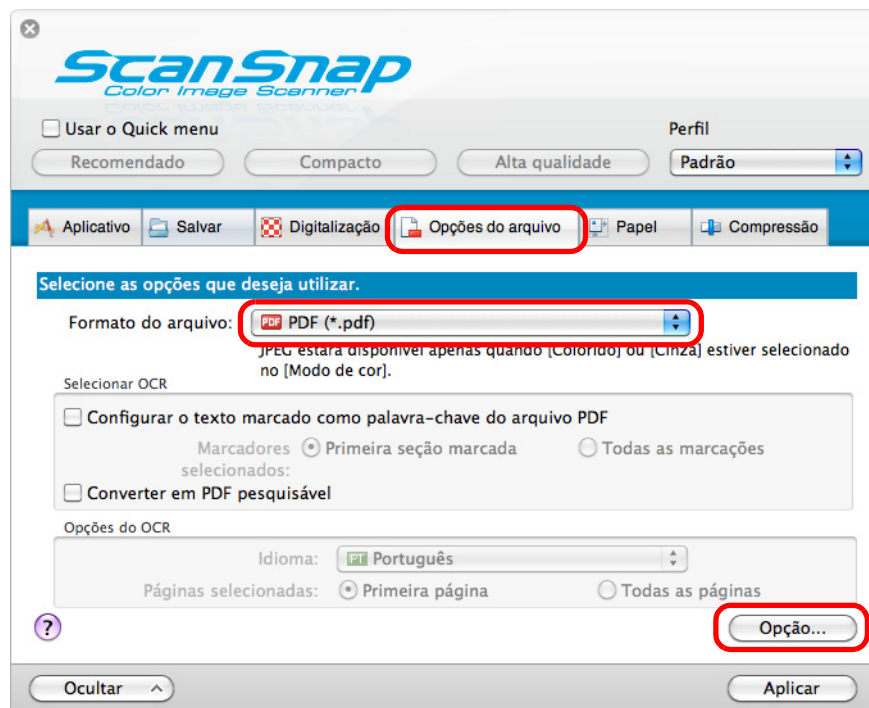 ScanSnap
Color Image Scanner
Usar o Quick menu
Perfil
Recomendado Compacto Alta qualidade Padrão
Aplicativo Salvar Digitalização Opções do arquivo Papel Compressão
Selecione as opções que deseja utilizar.
Formato do arquivo: PDF PDF (*.pdf)
JPEG estará disponível apenas quando [Colorido] ou [Cinza] estiver selecionado
no [Modo de cor].
Selecionar OCR
Configurar o texto marcado como palavra-chave do arquivo PDF
Marcadores Primeira seção marcada Todas as marcações
selecionados:
Converter em PDF pesquisável
Opções do OCR
Idioma: PT Português
Páginas selecionadas: Primeira página Todas as páginas
? Opção...
Ocultar Aplicar